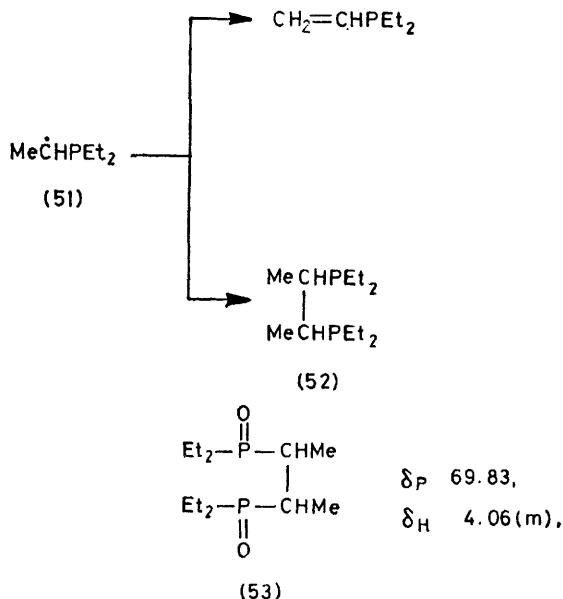 CH₂=CHPEt₂
MeĊHPEt₂
(51)
MeCHPEt₂
MeCHPEt₂
(52)
O
Et₂-P-CHMe
δP 69.83,
Et₂-P-CHMe
δH 4.06(m),
O
(53)